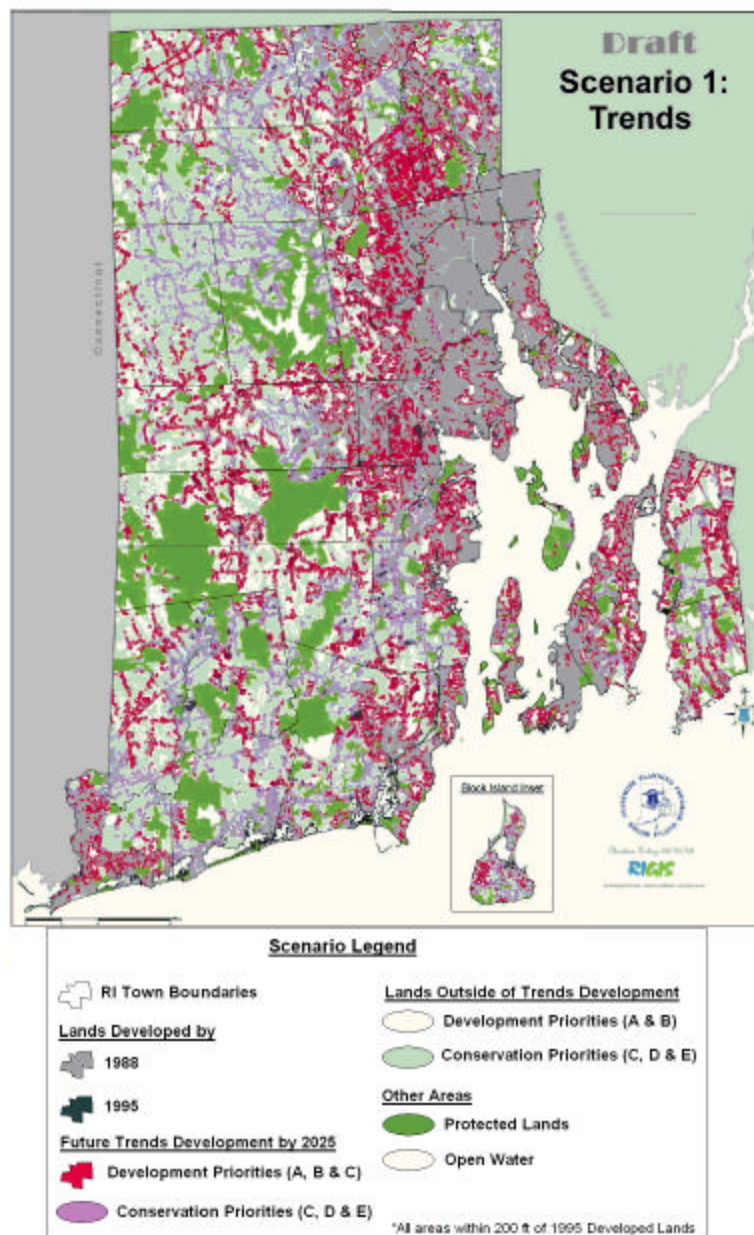 Draft
Scenario 1:
Trends
Connecticut
Massachusetts
Block Island Inset
RIGIS
Scenario Legend
RI Town Boundaries
Lands Developed by
1988
1995
Future Trends Development by 2025
Development Priorities (A, B & C)
Conservation Priorities (C, D & E)
Lands Outside of Trends Development
Development Priorities (A & B)
Conservation Priorities (C, D & E)
Other Areas
Protected Lands
Open Water
*All areas within 200 ft of 1995 Developed Lands